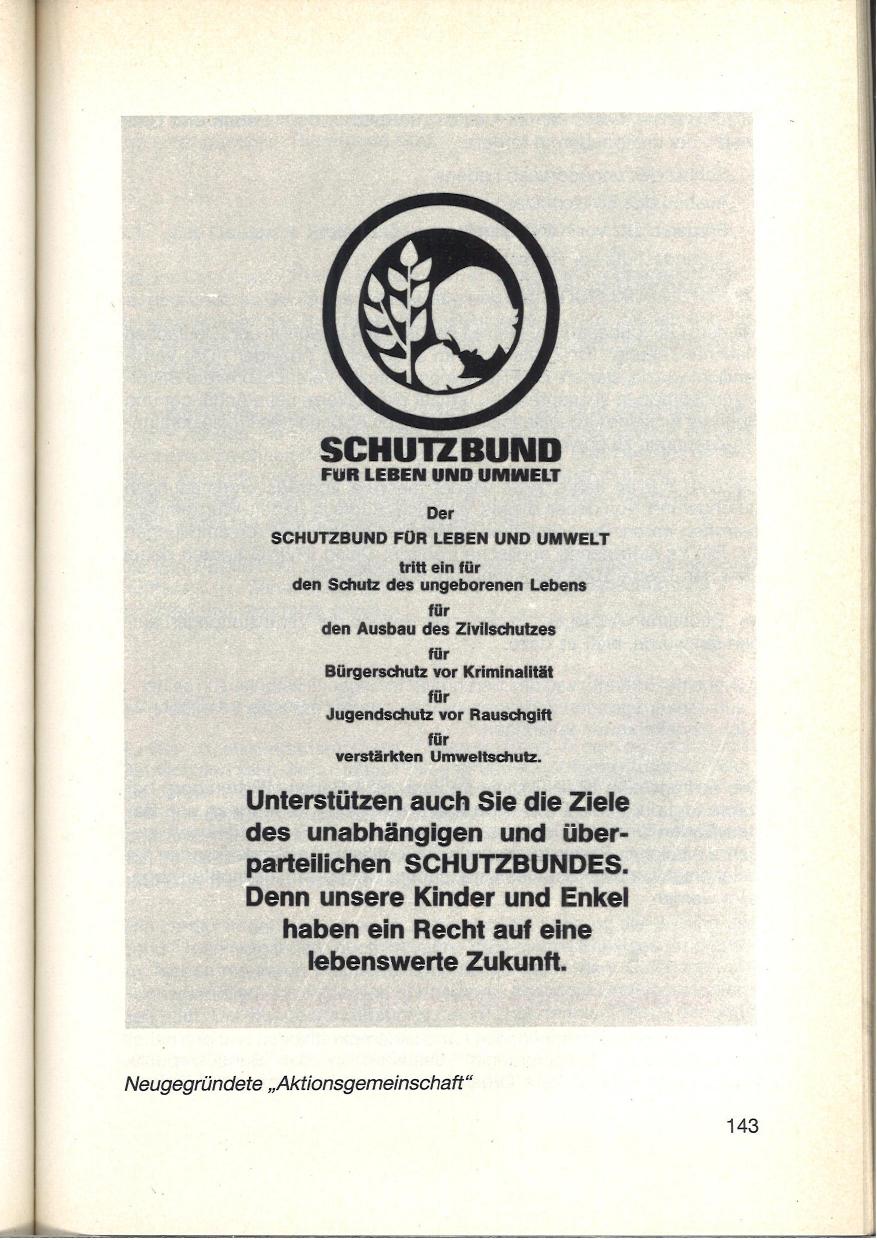 SCHUTZBUND
FÜR LEBEN UND UMWELT
Der
SCHUTZBUND FÜR LEBEN UND UMWELT
tritt ein für
den Schutz des ungeborenen Lebens
für
den Ausbau des Zivilschutzes
für
Bürgerschutz vor Kriminalität
für
Jugendschutz vor Rauschgift
für
verstärkten Umweltschutz.
Unterstützen auch Sie die Ziele
des unabhängigen und über-
parteilichen SCHUTZBUNDES.
Denn unsere Kinder und Enkel
haben ein Recht auf eine
lebenswerte Zukunft.
Neugegründete „Aktionsgemeinschaft“
143